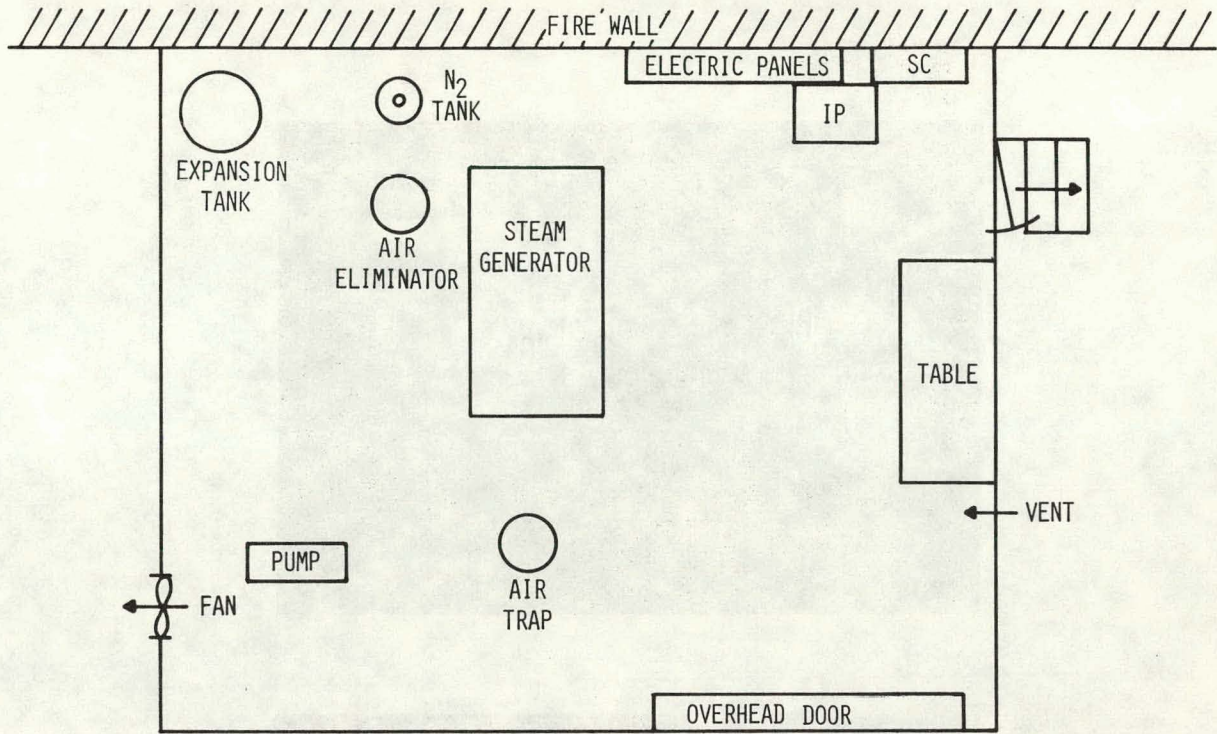 FIRE WALL
ELECTRIC PANELS
SC
N2
TANK
IP
EXPANSION
TANK
AIR
ELIMINATOR
STEAM
GENERATOR
TABLE
VENT
PUMP
AIR
TRAP
FAN
OVERHEAD DOOR